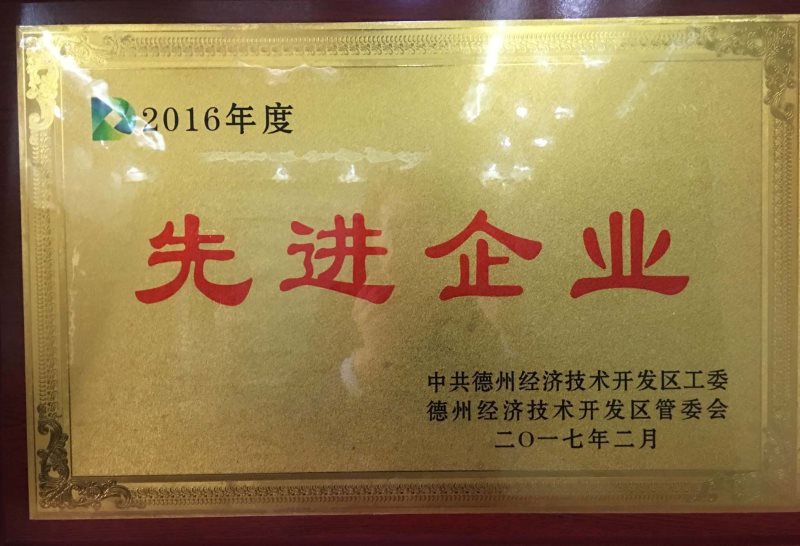 2016年度
先进企业
中共德州经济技术开发区工委
德州经济技术开发区管委会
二〇一七年二月